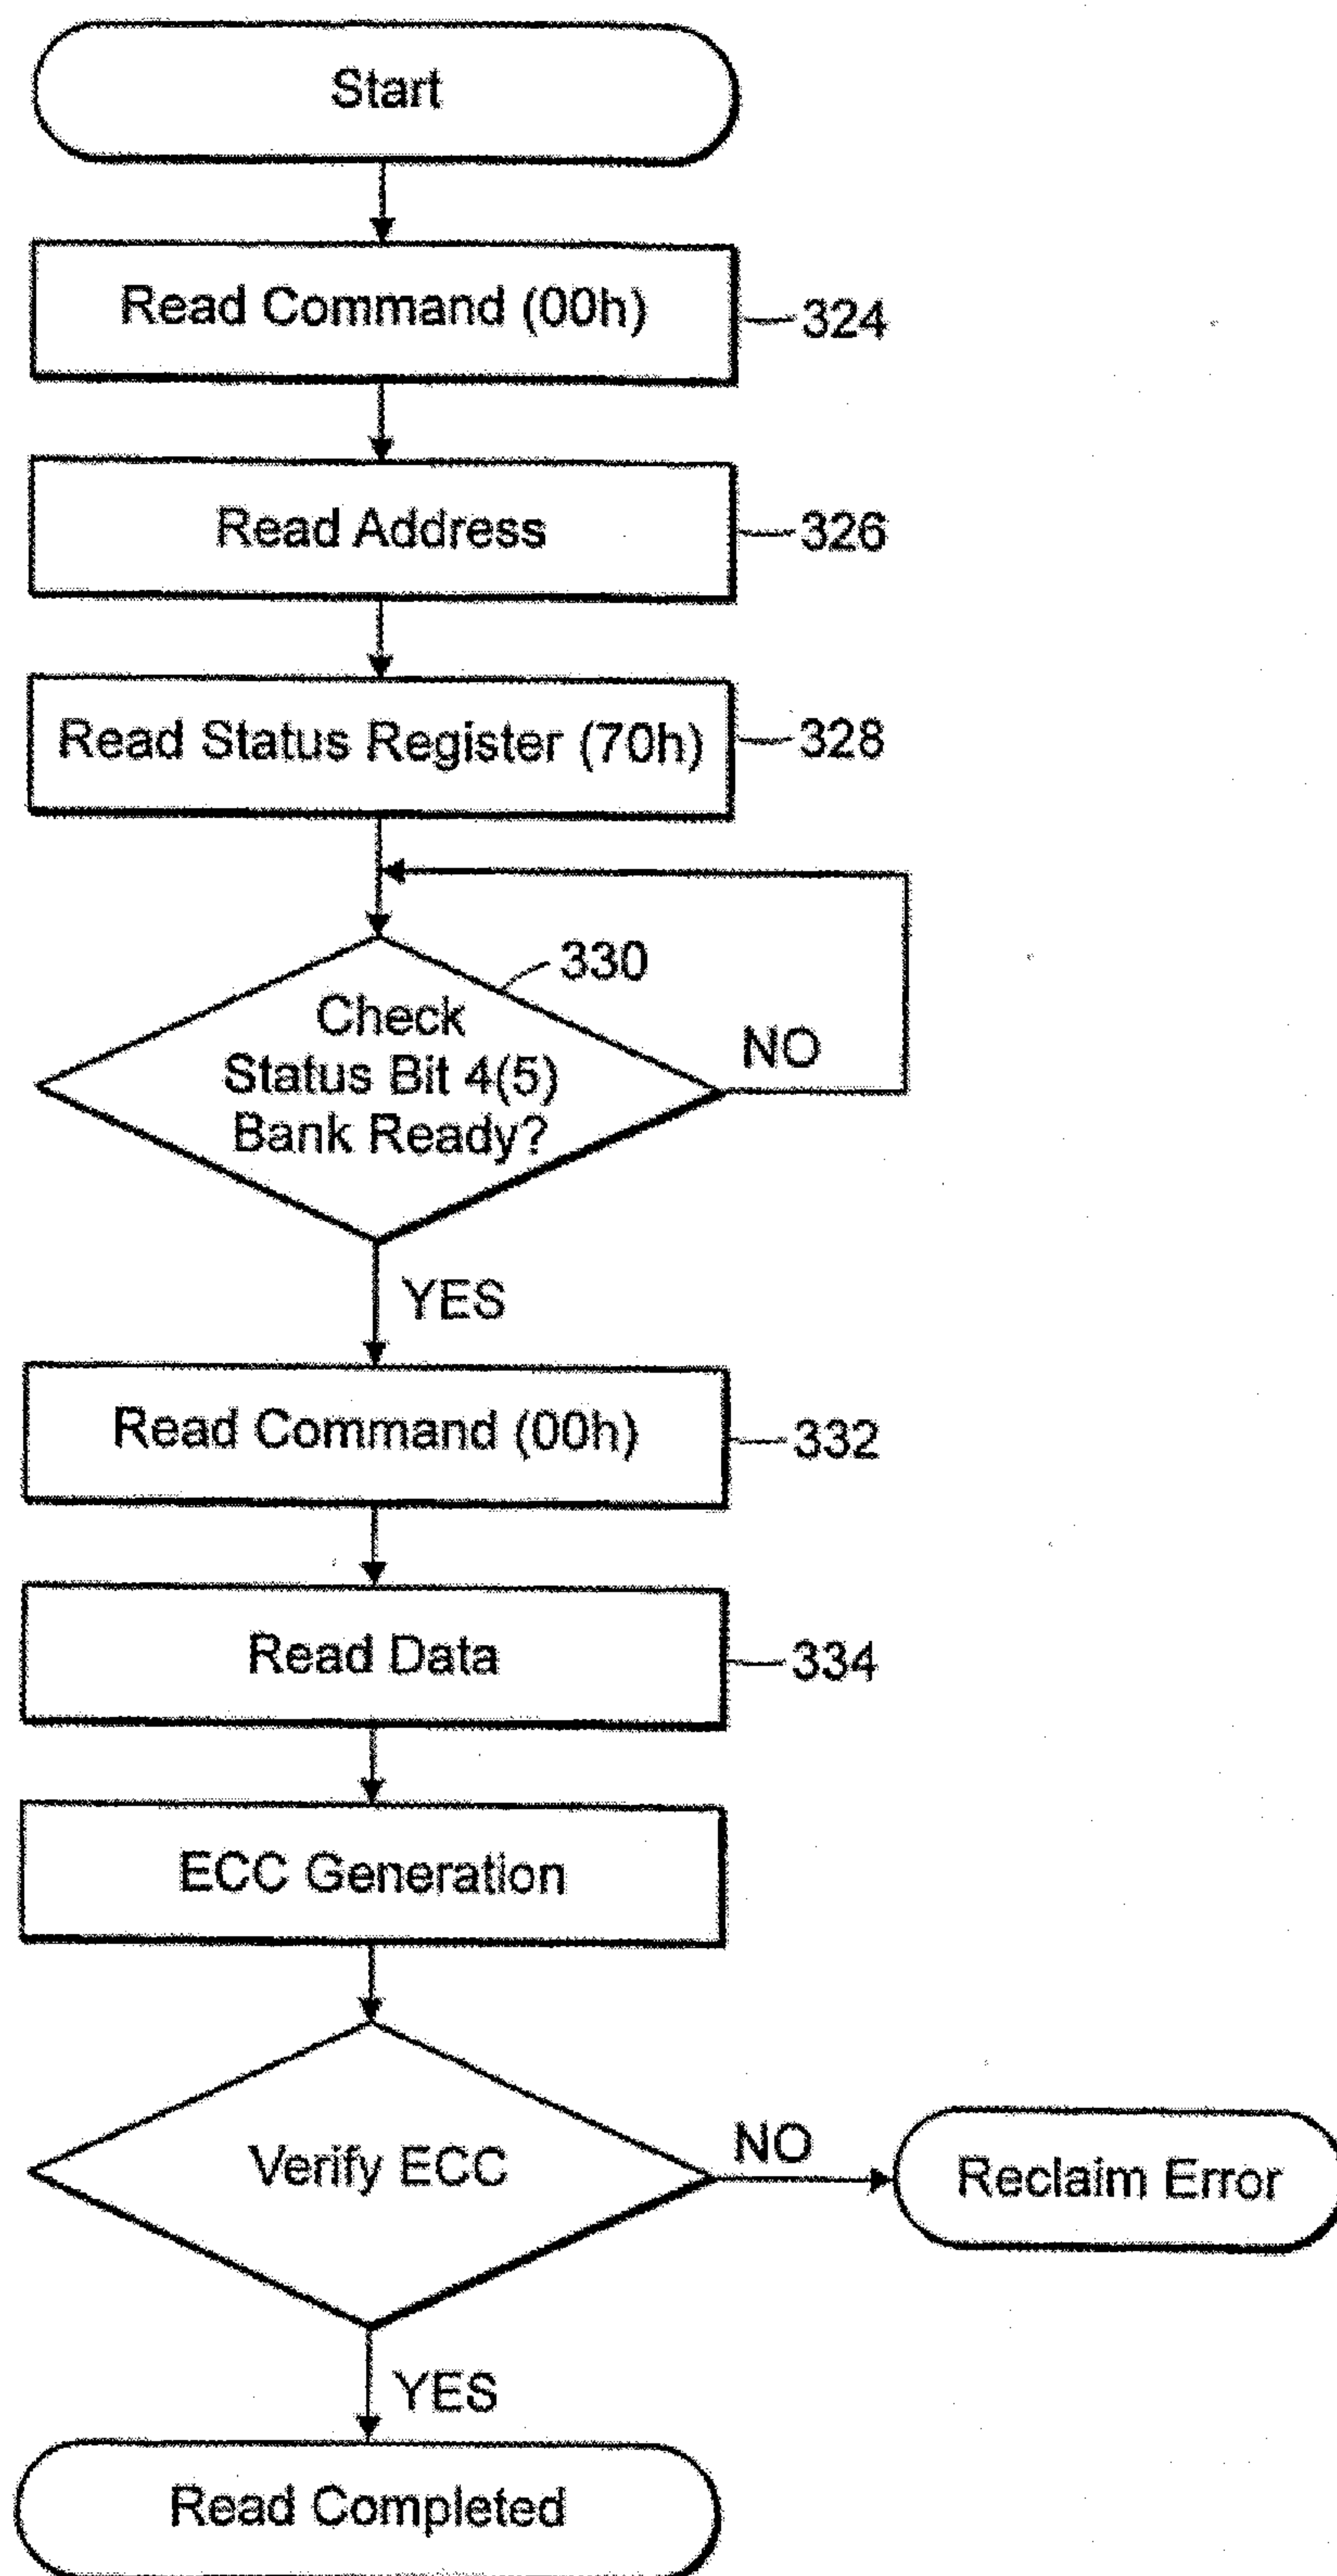 Start
Read Command (00h)
324
Read Address
326
Read Status Register (70h)
328
330
Check
Status Bit 4(5)
Bank Ready?
NO
YES
Read Command (00h)
332
Read Data
334
ECC Generation
Verify ECC
NO
Reclaim Error
YES
Read Completed